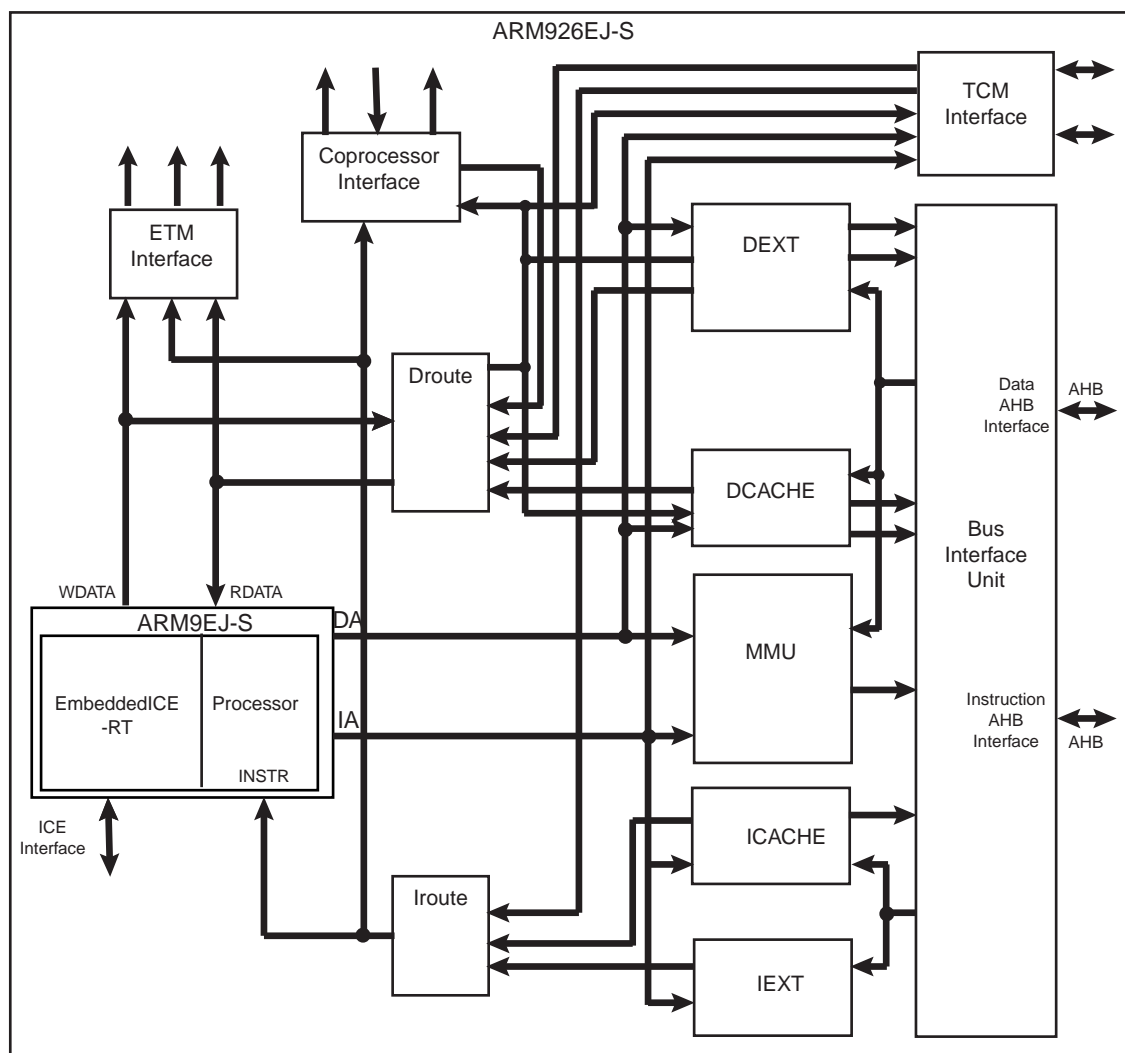 ARM926EJ-S
TCM
Interface
Coprocessor
Interface
ETM
Interface
DEXT
Droute
Data
AHB
Interface
AHB
DCACHE
Bus
Interface
Unit
WDATA
RDATA
ARM9EJ-S
DA
MMU
EmbeddedICE
-RT
Processor
IA
Instruction
AHB
Interface
AHB
INSTR
ICE
Interface
ICACHE
Iroute
IEXT